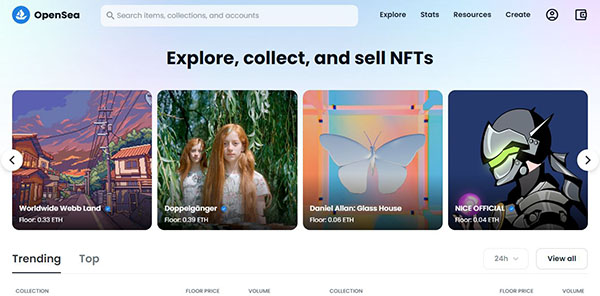 OpenSea
Search items, collections, and accounts
Explore
Stats
Resources
Create
Explore, collect, and sell NFTs
Worldwide Webb Land
Floor: 0.33 ETH
Doppelgänger
Floor: 0.39 ETH
Daniel Allan: Glass House
Floor: 0.06 ETH
NICE OFFICIAL
Floor: 0.04 ETH
Trending
Top
24h
View all
COLLECTION
FLOOR PRICE
VOLUME
COLLECTION
FLOOR PRICE
VOLUME